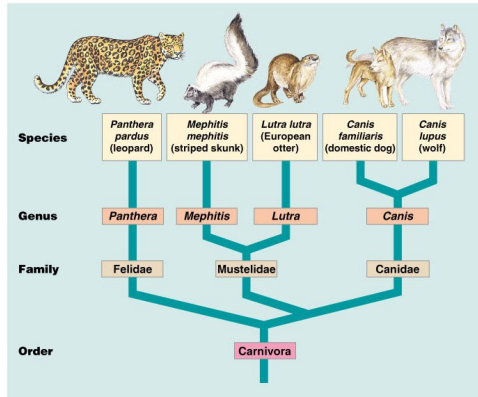 Species
Panthera
pardus
(leopard)
Mephitis
mephitis
(striped skunk)
Lutra lutra
(European
otter)
Canis
familiaris
(domestic dog)
Canis
lupus
(wolf)
Genus
Panthera
Mephitis
Lutra
Canis
Family
Felidae
Mustelidae
Canidae
Order
Carnivora